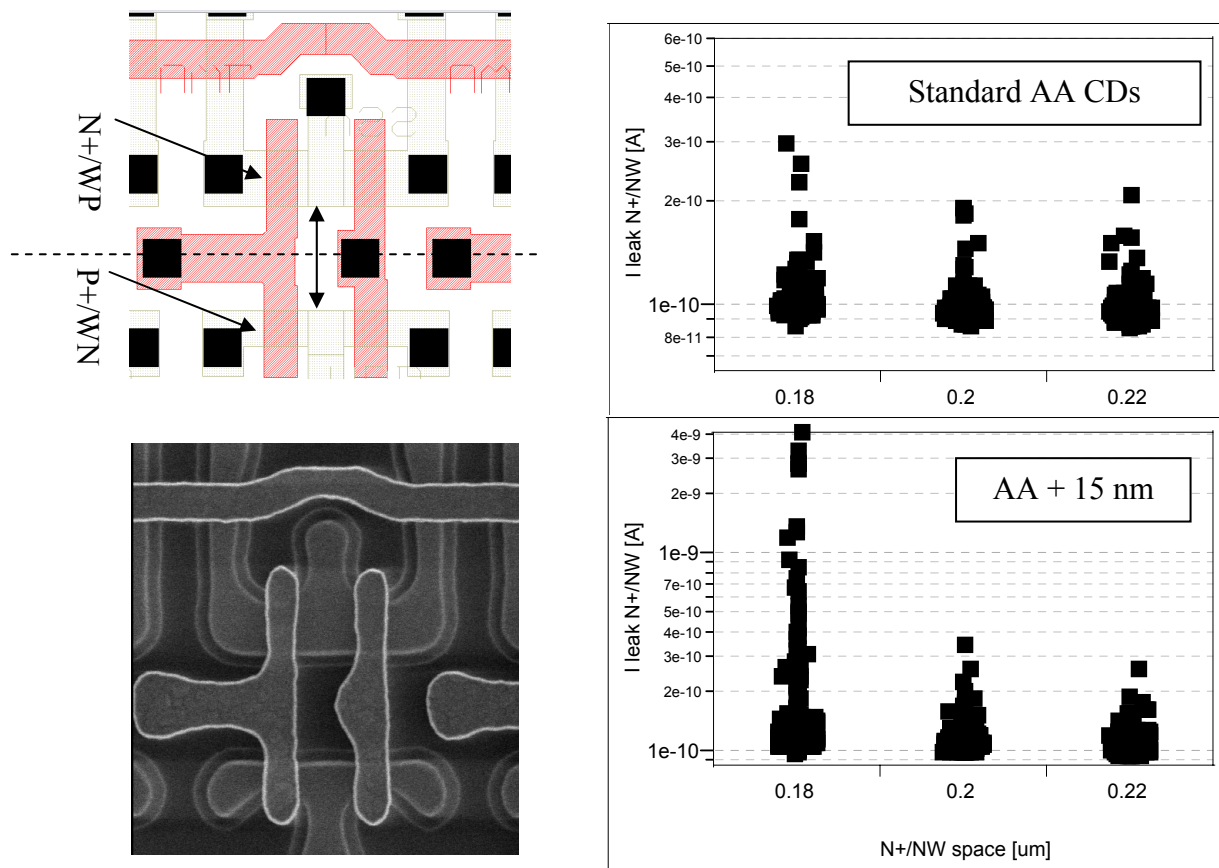 N+/WP
P+/WN
I leak N+/NW [A]
6e-10
5e-10
4e-10
3e-10
2e-10
1e-10
8e-11
Standard AA CDs
0.18
0.2
0.22
I leak N+/NW [A]
4e-9
3e-9
2e-9
1e-9
7e-10
5e-10
4e-10
3e-10
2e-10
1e-10
AA + 15 nm
0.18
0.2
0.22
N+/NW space [um]